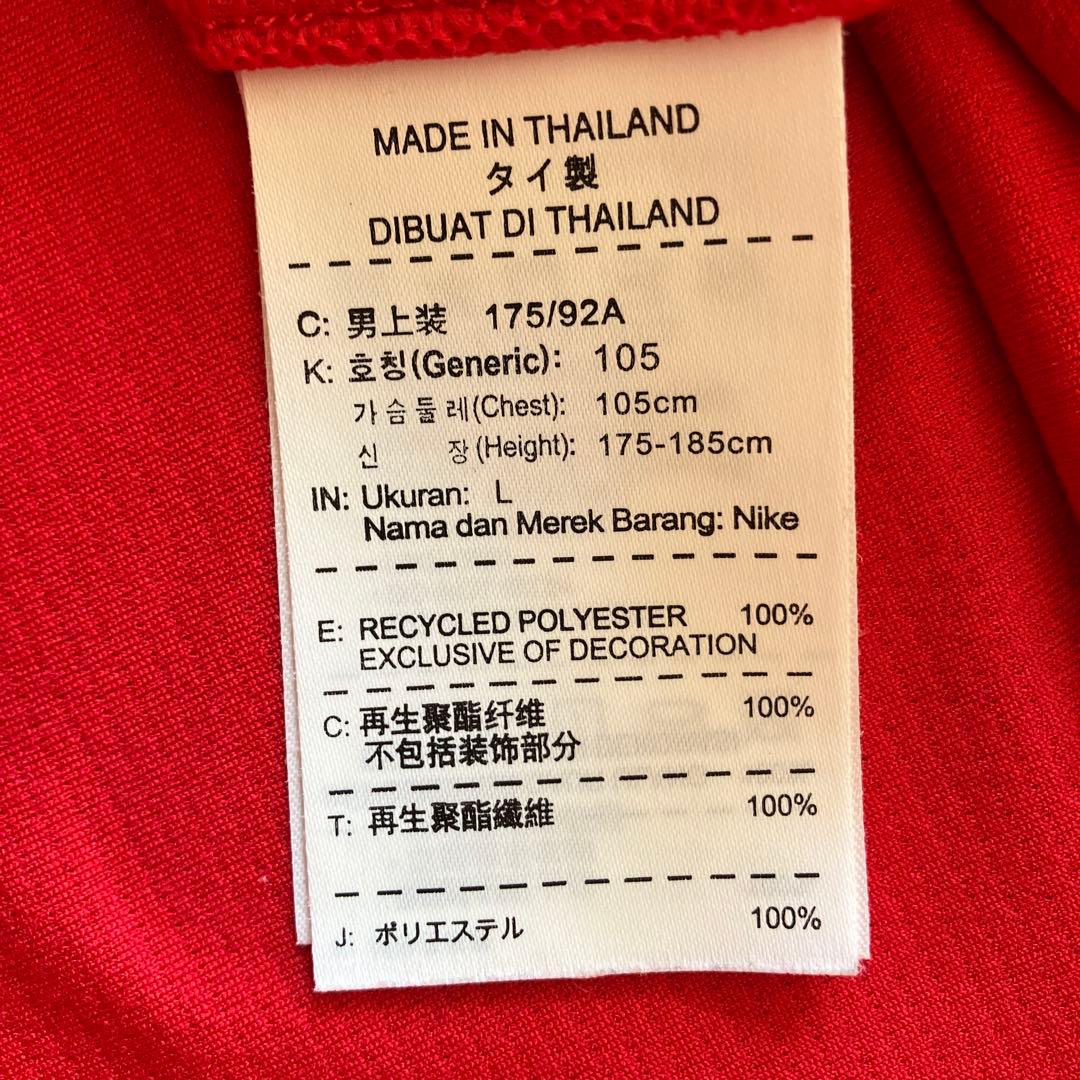 MADE IN THAILAND
タイ製
DIBUAT DI THAILAND
C: 男上装 175/92A
K: 호칭(Generic): 105
가슴둘레(Chest): 105cm
신 장(Height): 175-185cm
IN: Ukuran: L
Nama dan Merek Barang: Nike
E: RECYCLED POLYESTER 100%
EXCLUSIVE OF DECORATION
C: 再生聚酯纤维 100%
不包括装饰部分
T: 再生聚酯纖維 100%
J: ポリエステル 100%